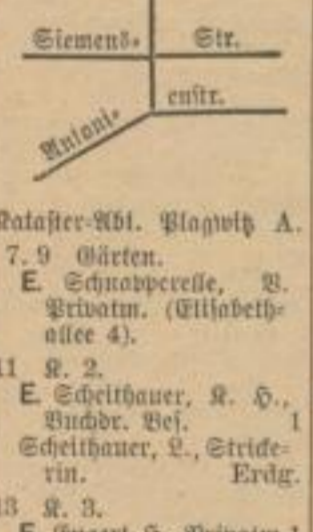 Siemens- Str.
Antoni- enstr.
Kataster-Abt. Plagwitz A.
7. 9 Gärten.
E. Schnapperelle, B.
Privatm. (Elisabeth-
allee 4).
11 K. 2.
E. Scheithauer, K. H.,
Buchdr. Bes. 1
Scheithauer, L., Stricke-
rin. Erdg.
13 K. 3.
E.